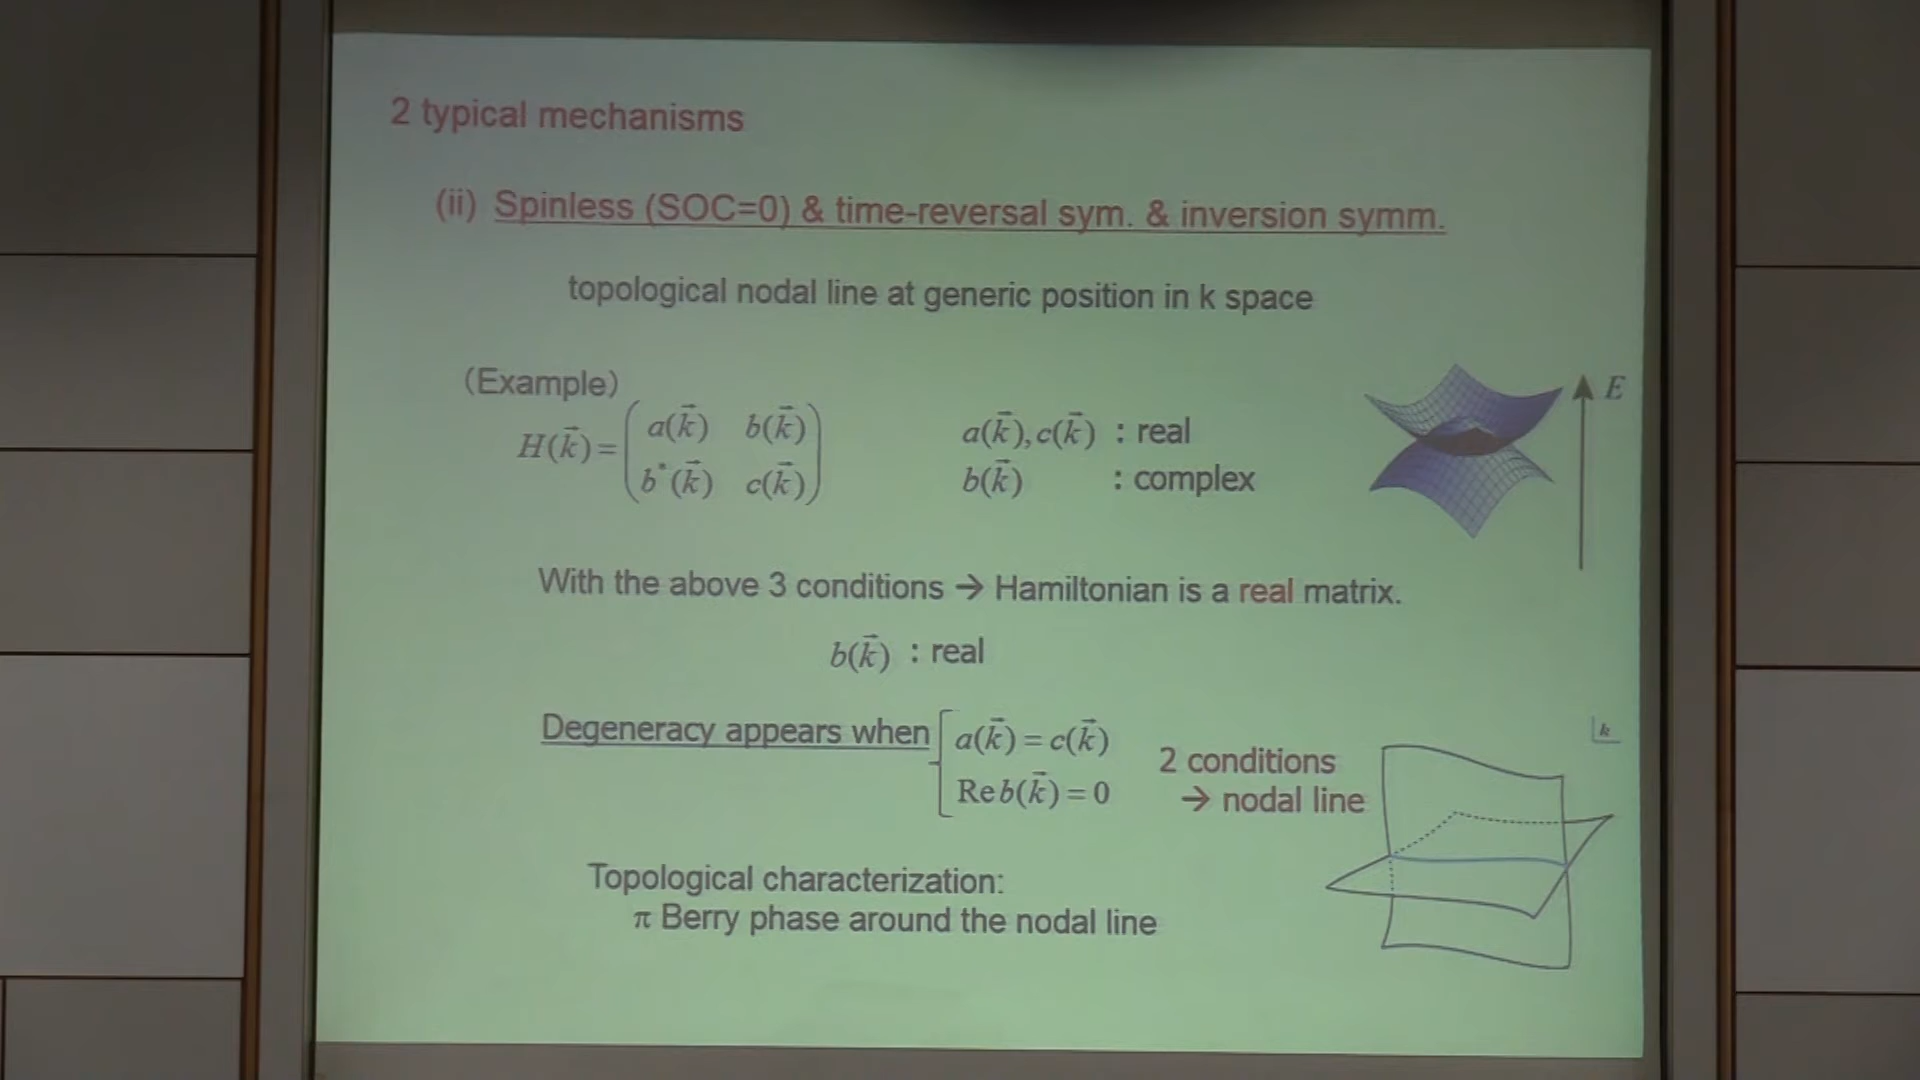 2 typical mechanisms
(ii) Spinless (SOC=0) & time-reversal sym. & inversion symm.
topological nodal line at generic position in k space
(Example)
H(k⃗) = ( a(k⃗) b(k⃗)
b*(k⃗) c(k⃗) )
a(k⃗), c(k⃗) : real
b(k⃗) : complex
E
With the above 3 conditions → Hamiltonian is a real matrix.
b(k⃗) : real
Degeneracy appears when { a(k⃗) = c(k⃗)
Re b(k⃗) = 0
2 conditions
→ nodal line
k
Topological characterization:
π Berry phase around the nodal line